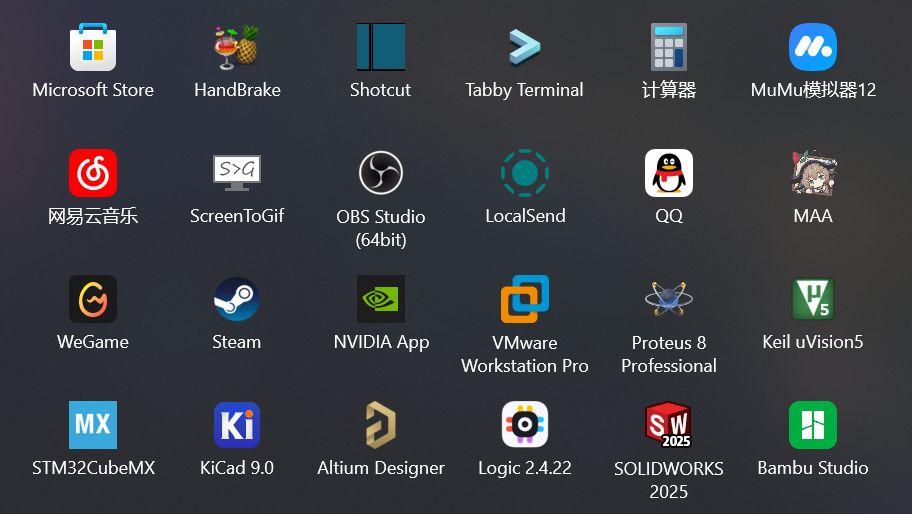 Microsoft Store
HandBrake
Shotcut
Tabby Terminal
计算器
MuMu模拟器12
S>G
网易云音乐
ScreenToGif
OBS Studio
(64bit)
LocalSend
QQ
MAA
µ
V5
WeGame
Steam
NVIDIA App
VMware
Workstation Pro
Proteus 8
Professional
Keil uVision5
MX
Ki
SW
2025
STM32CubeMX
KiCad 9.0
Altium Designer
Logic 2.4.22
SOLIDWORKS
2025
Bambu Studio